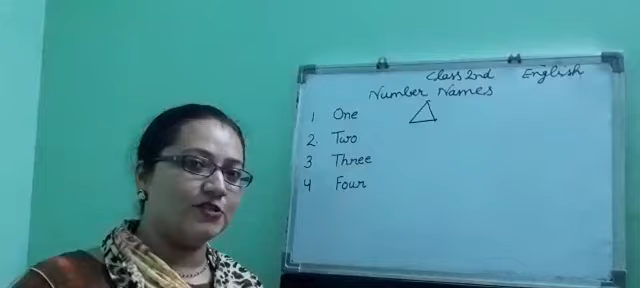 Class 2nd English
Number Names
1 One
2. Two
3 Three
4 Four